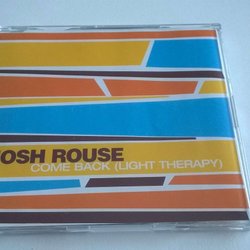 OSH ROUSE
COME BACK (LIGHT THERAPY)